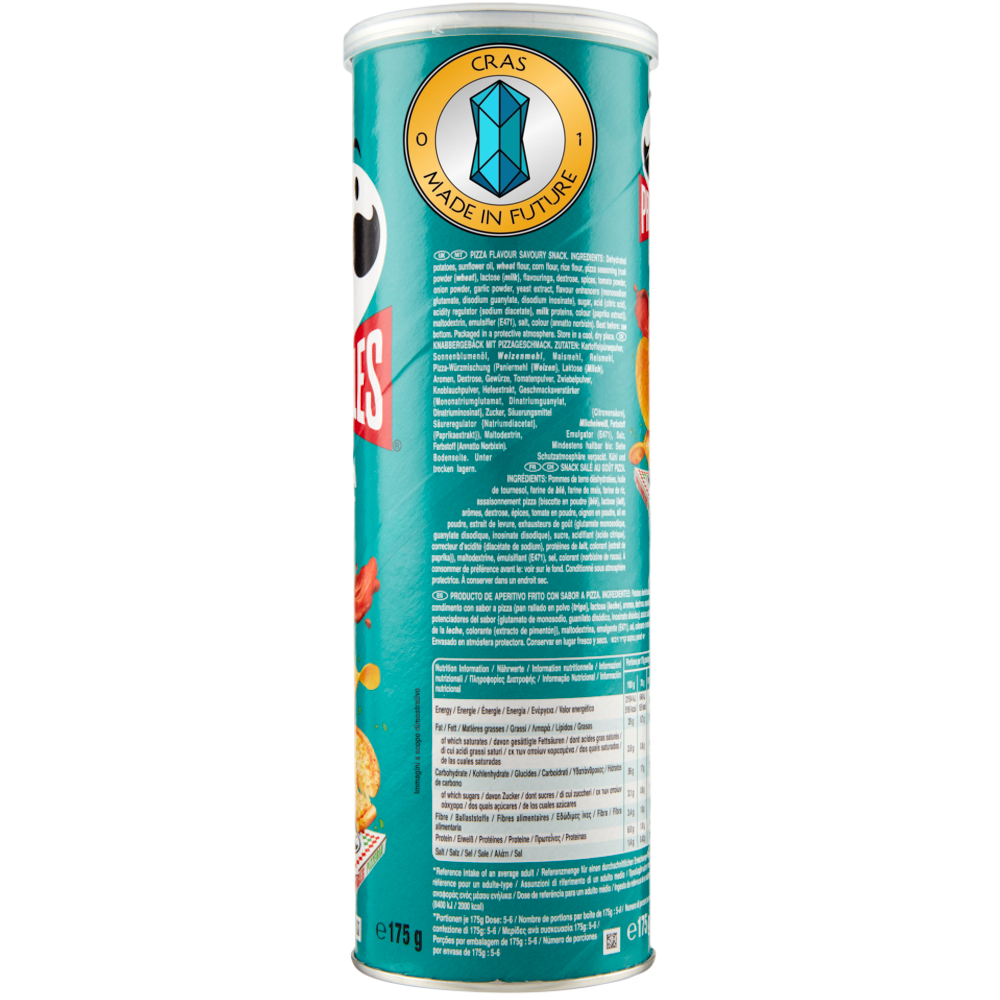 CRAS
0 1
MADE IN FUTURE
PR
LES
®
UK MT PIZZA FLAVOUR SAVOURY SNACK. INGREDIENTS: Dehydrated
potatoes, sunflower oil, wheat flour, corn flour, rice flour, pizza seasoning
powder (wheat), lactose (milk), flavourings, dextrose, spices, tomato powder,
onion powder, garlic powder, yeast extract, flavour enhancers (monosodium
glutamate, disodium guanylate, disodium inosinate), sugar, acid (citric acid),
acidity regulator (sodium diacetate), milk proteins, colour (paprika extract),
maltodextrin, emulsifier (E471), salt, colour (annatto norbixin). Best before: see
bottom. Packaged in a protective atmosphere. Store in a cool, dry place. D
KNABBERGEBÄCK MIT PIZZAGESCHMACK. ZUTATEN: Kartoffelpüreepulver,
Sonnenblumenöl, Weizenmehl, Maismehl, Reismehl,
Pizza-Würzmischung (Paniermehl (Weizen), Laktose (Milch),
Aromen, Dextrose, Gewürze, Tomatenpulver, Zwiebelpulver,
Knoblauchpulver, Hefeextrakt, Geschmacksverstärker
(Mononatriumglutamat, Dinatriumguanylat,
Dinatriuminosinat), Zucker, Säuerungsmittel (Citronensäure),
Säureregulator (Natriumdiacetat), Milcheiweiß, Farbstoff
(Paprikaextrakt)), Maltodextrin, Emulgator (E471), Salz,
Farbstoff (Annatto Norbixin). Mindestens haltbar bis: Siehe
Bodenseite. Unter Schutzatmosphäre verpackt. Kühl und
trocken lagern. FR CH SNACK SALÉ AU GOÛT PIZZA.
INGRÉDIENTS: Pommes de terre déshydratées, huile
de tournesol, farine de blé, farine de maïs, farine de riz,
assaisonnement pizza (biscotte en poudre (blé), lactose (lait),
arômes, dextrose, épices, tomate en poudre, oignon en poudre, ail en
poudre, extrait de levure, exhausteurs de goût (glutamate monosodique,
guanylate disodique, inosinate disodique), sucre, acidifiant (acide citrique),
correcteur d'acidité (diacétate de sodium), protéines de lait, colorant (extrait de
paprika)), maltodextrine, émulsifiant (E471), sel, colorant (norbixine de rocou). À
consommer de préférence avant le: voir sur le fond. Conditionné sous atmosphère
protectrice. À conserver dans un endroit sec.
ES PRODUCTO DE APERITIVO FRITO CON SABOR A PIZZA. INGREDIENTES:
condimento con sabor a pizza (pan rallado en polvo (trigo), lactosa (leche),
potenciadores del sabor (glutamato de monosodio, guanilato disódico,
de la leche, colorante (extracto de pimentón)), maltodextrina, emulgente (E471), sal,
Envasado en atmósfera protectora. Conservar en lugar fresco y seco.
Nutrition Information / Nährwerte / Information nutritionnelle / Informazioni
nutrizionali / Πληροφορίες Διατροφής / Informação Nutricional / Información
nutricional
100 g
Energy / Energie / Énergie / Energia / Ενέργεια / Valor energético
Fat / Fett / Matières grasses / Grassi / Λιπαρά / Lípidos / Grasas
of which saturates / davon gesättigte Fettsäuren / dont acides gras saturés /
di cui acidi grassi saturi / εκ των οποίων κορεσμένα / dos quais saturados /
de las cuales saturadas
Carbohydrate / Kohlenhydrate / Glucides / Carboidrati / Υδατάνθρακες / Hidratos
de carbono
of which sugars / davon Zucker / dont sucres / di cui zuccheri / εκ των οποίων
σάκχαρα / dos quais açúcares / de los cuales azúcares
Fibre / Ballaststoffe / Fibres alimentaires / Εδώδιμες ίνες / Fibra / Fibra
alimentaria
Protein / Eiweiß / Protéines / Proteine / Πρωτεΐνες / Proteínas
Salt / Salz / Sel / Sale / Αλάτι / Sal
*Reference intake of an average adult / Referenzmenge für einen durchschnittlichen Erwachsenen
référence pour un adulte-type / Assunzioni di riferimento di un adulto medio /
αναφοράς ενός μέσου ενήλικα / Dose de referência para um adulto médio /
(8400 kJ / 2000 kcal)
*Portionen je 175g Dose: 5-6 / Nombre de portions par boîte de 175g: 5-6 /
confezione di 175g: 5-6 / Μερίδες ανά συσκευασία 175g: 5-6 /
Porções por embalagem de 175g : 5-6 / Número de porciones
por envase de 175g : 5-6
Immagini a scopo dimostrativo
e 175 g
e175